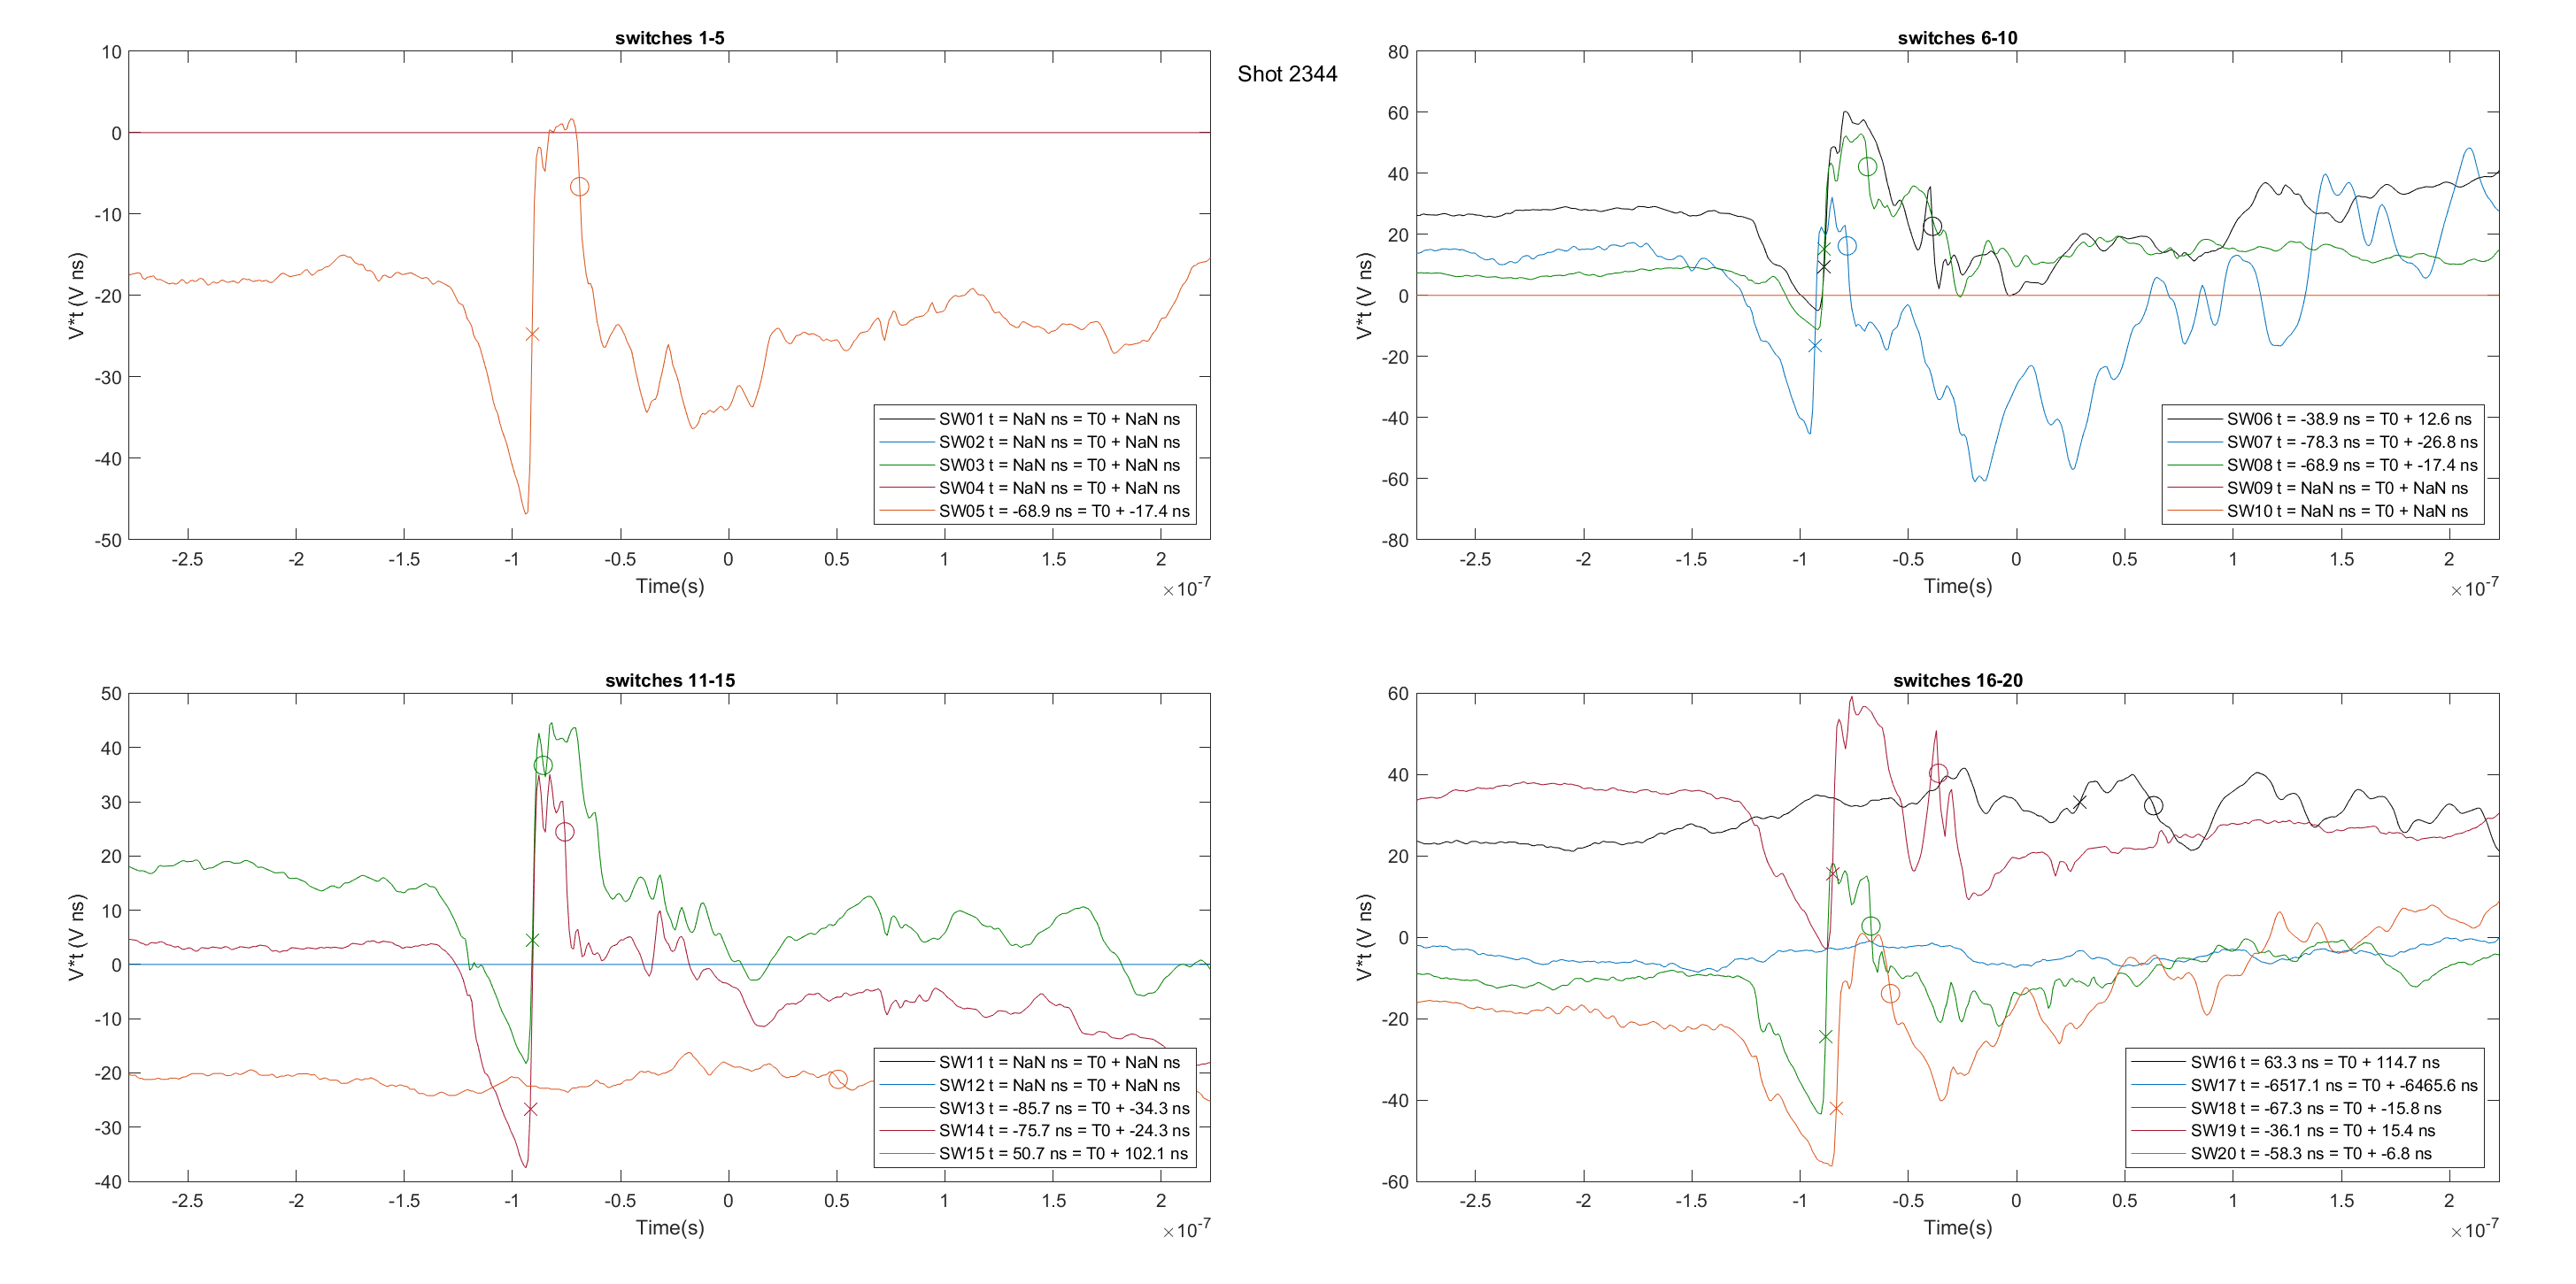 Shot 2344
switches 1-5
10
0
-10
-20
-30
-40
-50
V*t (V ns)
-2.5 -2 -1.5 -1 -0.5 0 0.5 1 1.5 2
Time(s)
×10-7
SW01 t = NaN ns = T0 + NaN ns
SW02 t = NaN ns = T0 + NaN ns
SW03 t = NaN ns = T0 + NaN ns
SW04 t = NaN ns = T0 + NaN ns
SW05 t = -68.9 ns = T0 + -17.4 ns
switches 6-10
80
60
40
20
0
-20
-40
-60
-80
V*t (V ns)
-2.5 -2 -1.5 -1 -0.5 0 0.5 1 1.5 2
Time(s)
×10-7
SW06 t = -38.9 ns = T0 + 12.6 ns
SW07 t = -78.3 ns = T0 + -26.8 ns
SW08 t = -68.9 ns = T0 + -17.4 ns
SW09 t = NaN ns = T0 + NaN ns
SW10 t = NaN ns = T0 + NaN ns
switches 11-15
50
40
30
20
10
0
-10
-20
-30
-40
V*t (V ns)
-2.5 -2 -1.5 -1 -0.5 0 0.5 1 1.5 2
Time(s)
×10-7
SW11 t = NaN ns = T0 + NaN ns
SW12 t = NaN ns = T0 + NaN ns
SW13 t = -85.7 ns = T0 + -34.3 ns
SW14 t = -75.7 ns = T0 + -24.3 ns
SW15 t = 50.7 ns = T0 + 102.1 ns
switches 16-20
60
40
20
0
-20
-40
-60
V*t (V ns)
-2.5 -2 -1.5 -1 -0.5 0 0.5 1 1.5 2
Time(s)
×10-7
SW16 t = 63.3 ns = T0 + 114.7 ns
SW17 t = -6517.1 ns = T0 + -6465.6 ns
SW18 t = -67.3 ns = T0 + -15.8 ns
SW19 t = -36.1 ns = T0 + 15.4 ns
SW20 t = -58.3 ns = T0 + -6.8 ns